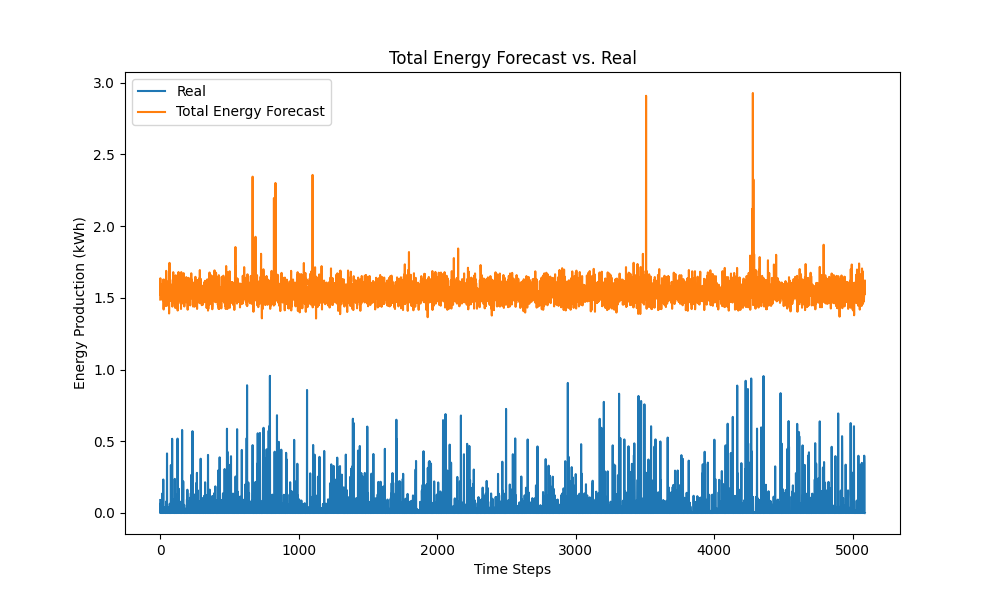 Total Energy Forecast vs. Real
Real
Total Energy Forecast
3.0
2.5
2.0
1.5
1.0
0.5
0.0
Energy Production (kWh)
0 1000 2000 3000 4000 5000
Time Steps